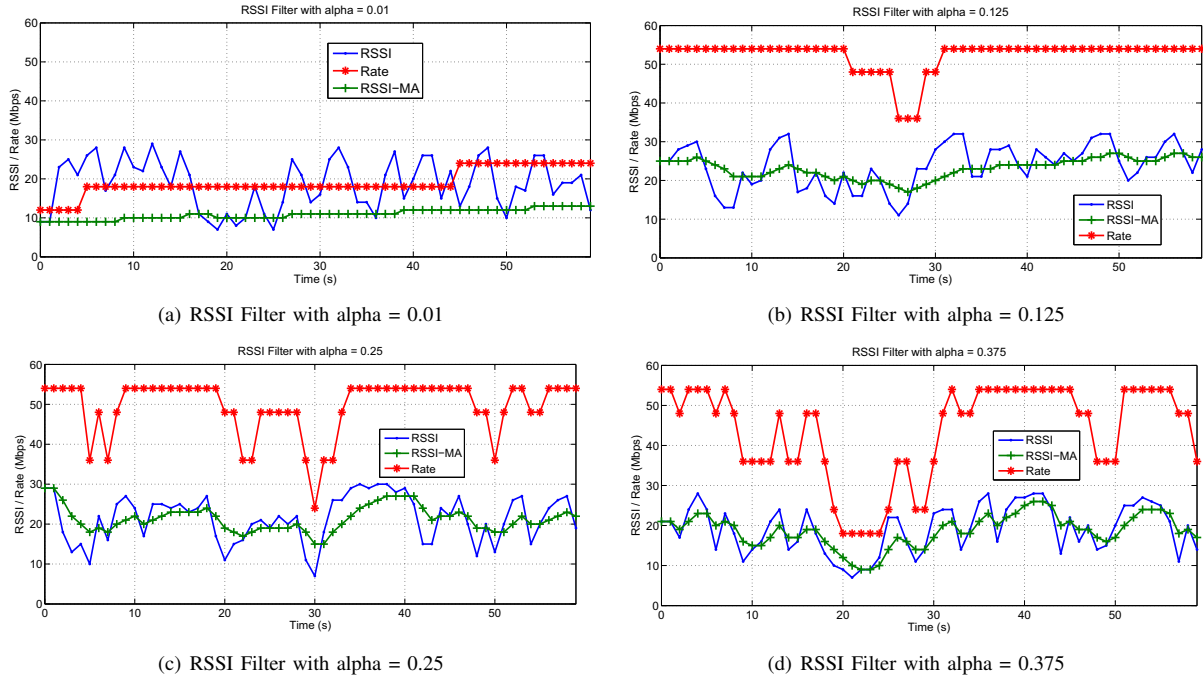 RSSI Filter with alpha = 0.01
60
50
40
30
20
10
0
RSSI / Rate (Mbps)
RSSI
Rate
RSSI-MA
0 10 20 30 40 50
Time (s)
(a) RSSI Filter with alpha = 0.01
RSSI Filter with alpha = 0.125
60
50
40
30
20
10
0
RSSI / Rate (Mbps)
RSSI
RSSI-MA
Rate
0 10 20 30 40 50
Time (s)
(b) RSSI Filter with alpha = 0.125
RSSI Filter with alpha = 0.25
60
50
40
30
20
10
0
RSSI / Rate (Mbps)
RSSI
RSSI-MA
Rate
0 10 20 30 40 50
Time (s)
(c) RSSI Filter with alpha = 0.25
RSSI Filter with alpha = 0.375
60
50
40
30
20
10
0
RSSI / Rate (Mbps)
RSSI
RSSI-MA
Rate
0 10 20 30 40 50
Time (s)
(d) RSSI Filter with alpha = 0.375